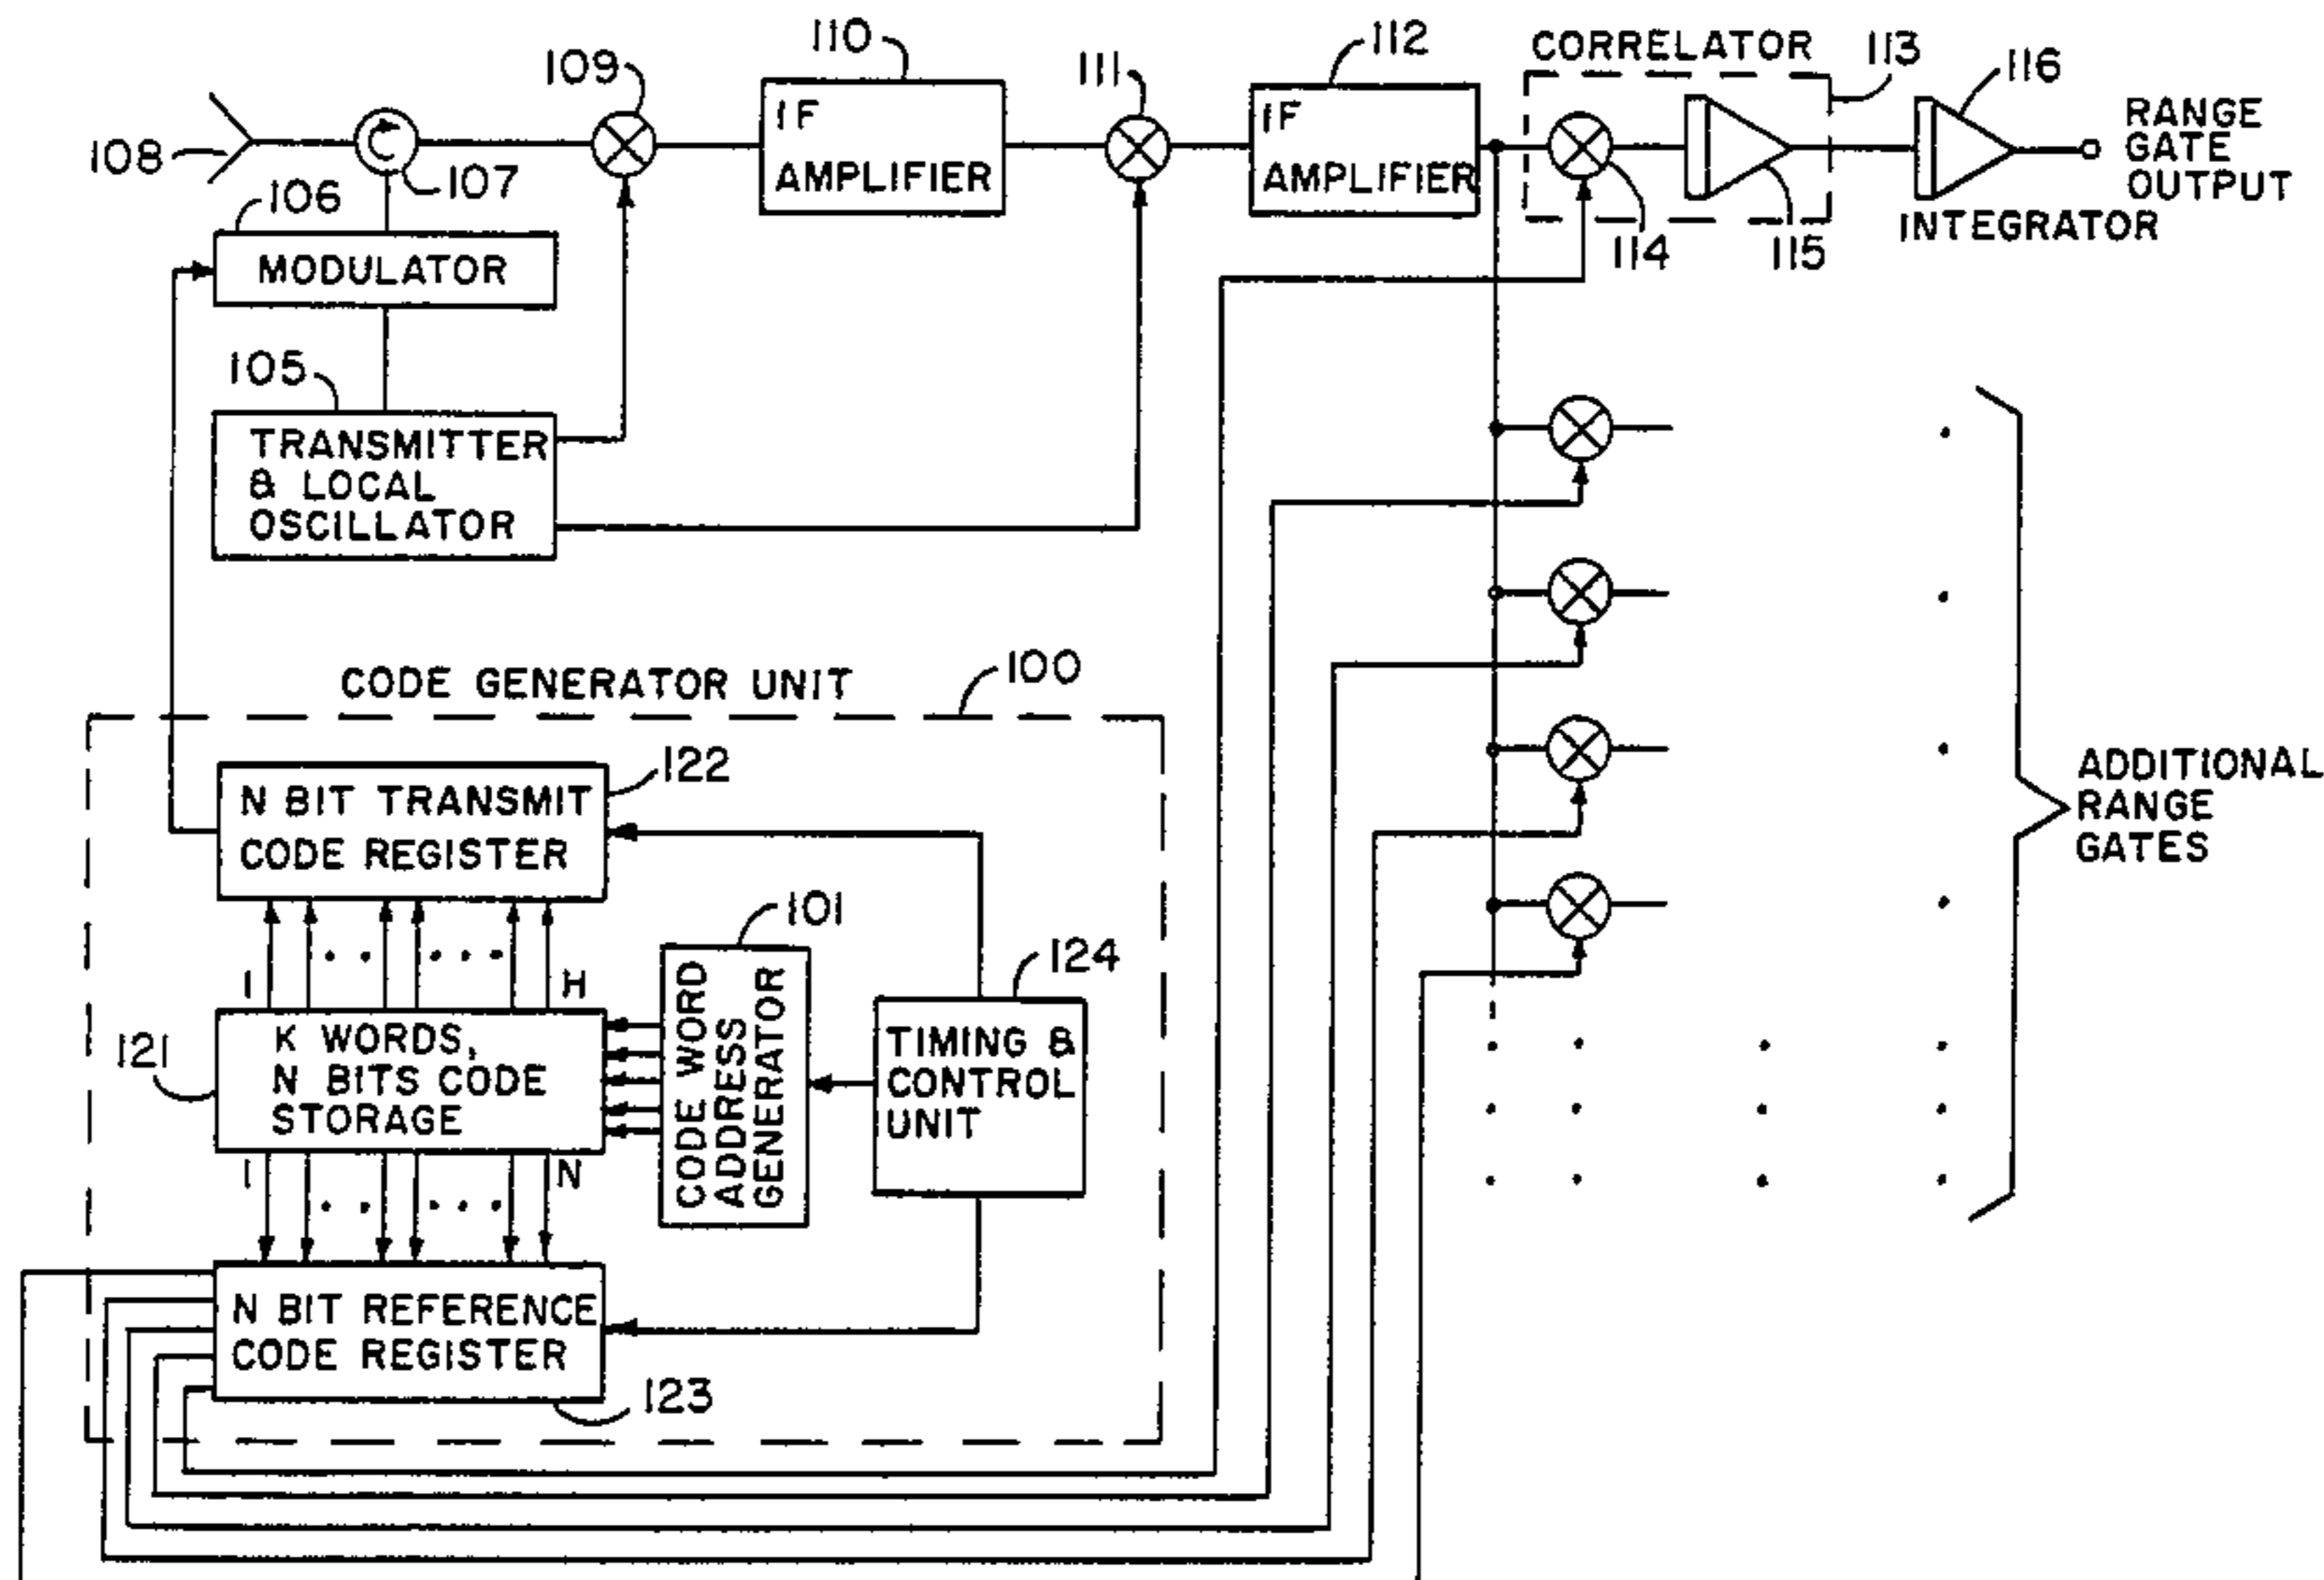 110
112
CORRELATOR
113
109
111
116
IF
AMPLIFIER
IF
AMPLIFIER
RANGE
GATE
OUTPUT
108
107
106
114
115
INTEGRATOR
MODULATOR
105
TRANSMITTER
& LOCAL
OSCILLATOR
CODE GENERATOR UNIT
100
122
N BIT TRANSMIT
CODE REGISTER
ADDITIONAL
RANGE
GATES
101
124
1
H
121
K WORDS,
N BITS CODE
STORAGE
CODE WORD
ADDRESS
GENERATOR
TIMING &
CONTROL
UNIT
1
N
N BIT REFERENCE
CODE REGISTER
123